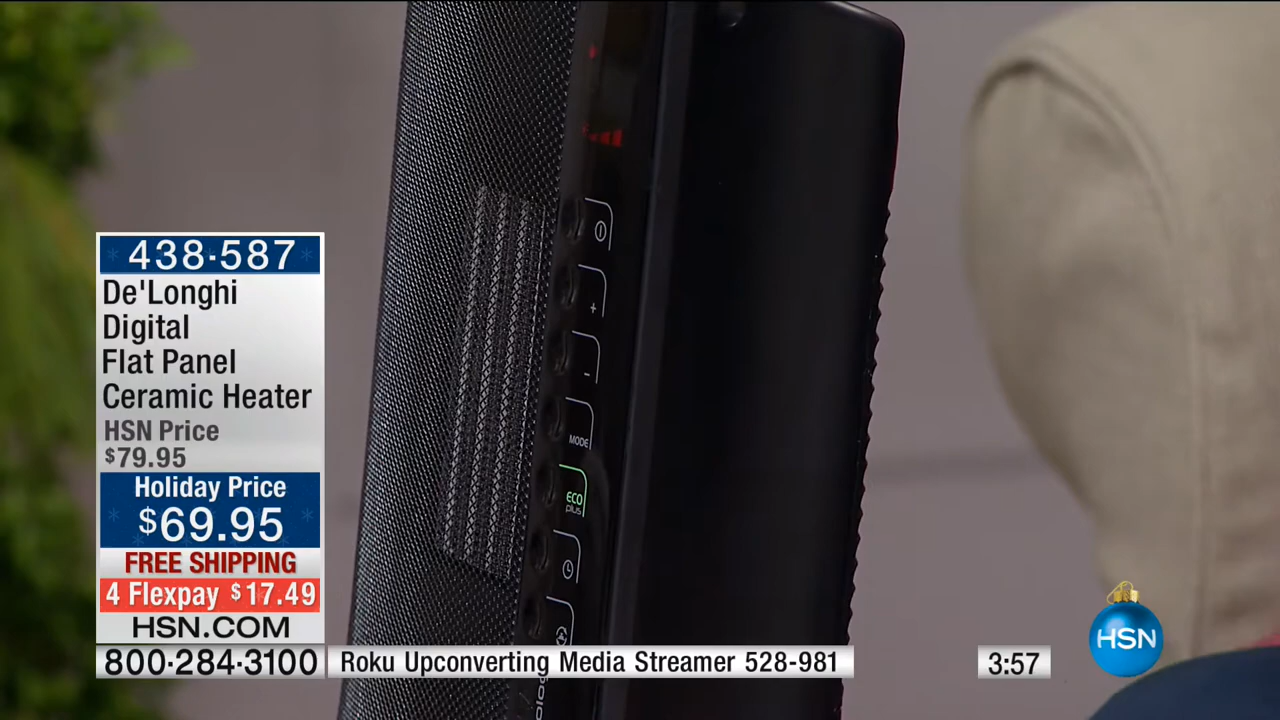 438·587
De'Longhi
Digital
Flat Panel
Ceramic Heater
HSN Price
$79.95
Holiday Price
$69.95
FREE SHIPPING
4 Flexpay $17.49
HSN.COM
800·284·3100
Roku Upconverting Media Streamer 528-981
3:57
HSN
+
-
MODE
ECO
plus